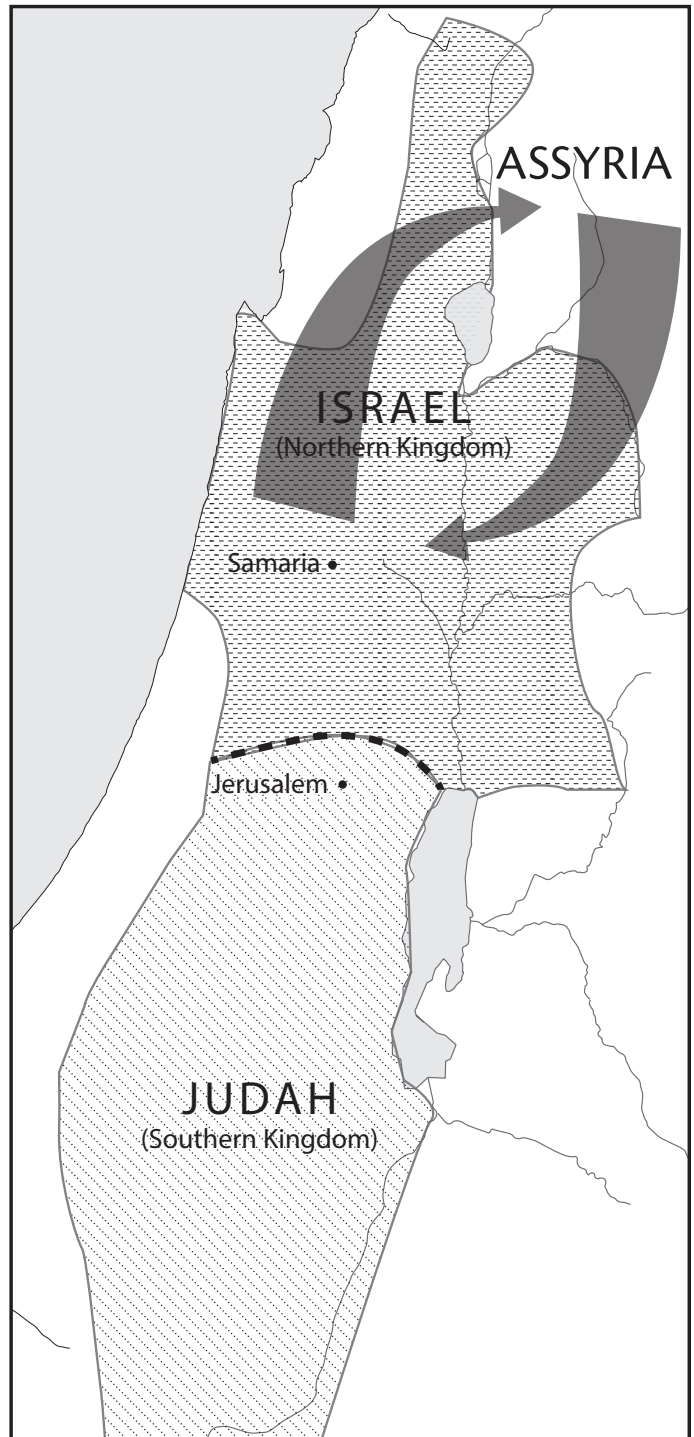 ASSYRIA
ISRAEL
(Northern Kingdom)
Samaria
Jerusalem
JUDAH
(Southern Kingdom)